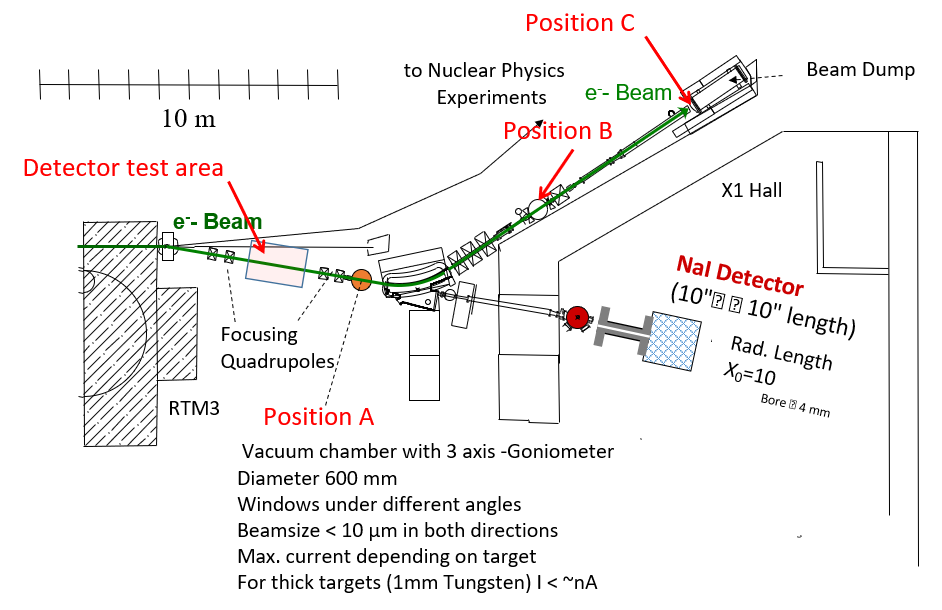 Position C
to Nuclear Physics
Experiments
e⁻- Beam
Beam Dump
10 m
Position B
Detector test area
X1 Hall
e⁻- Beam
NaI Detector
(10"􏰀 􏰀 10" length)
Focusing
Quadrupoles
Rad. Length
X₀=10
Bore 􏰀 4 mm
RTM3
Position A
Vacuum chamber with 3 axis -Goniometer
Diameter 600 mm
Windows under different angles
Beamsize < 10 µm in both directions
Max. current depending on target
For thick targets (1mm Tungsten) I < ~nA